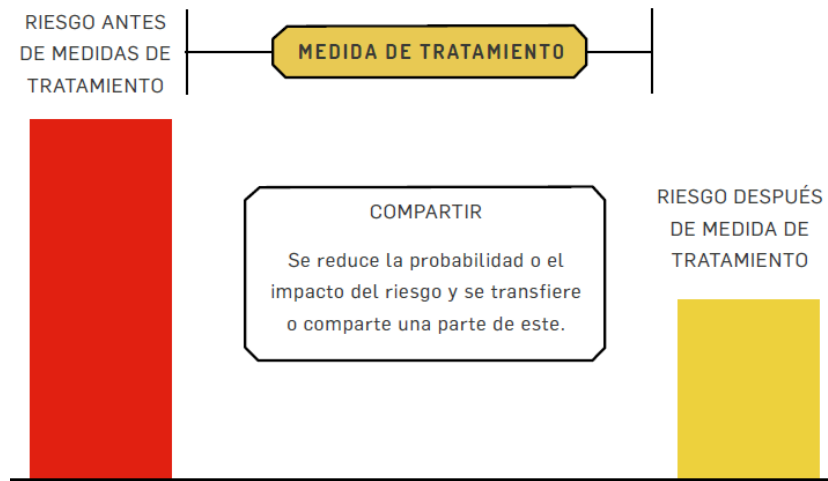 RIESGO ANTES
DE MEDIDAS DE
TRATAMIENTO
MEDIDA DE TRATAMIENTO
COMPARTIR
Se reduce la probabilidad o el
impacto del riesgo y se transfiere
o comparte una parte de este.
RIESGO DESPUÉS
DE MEDIDA DE
TRATAMIENTO